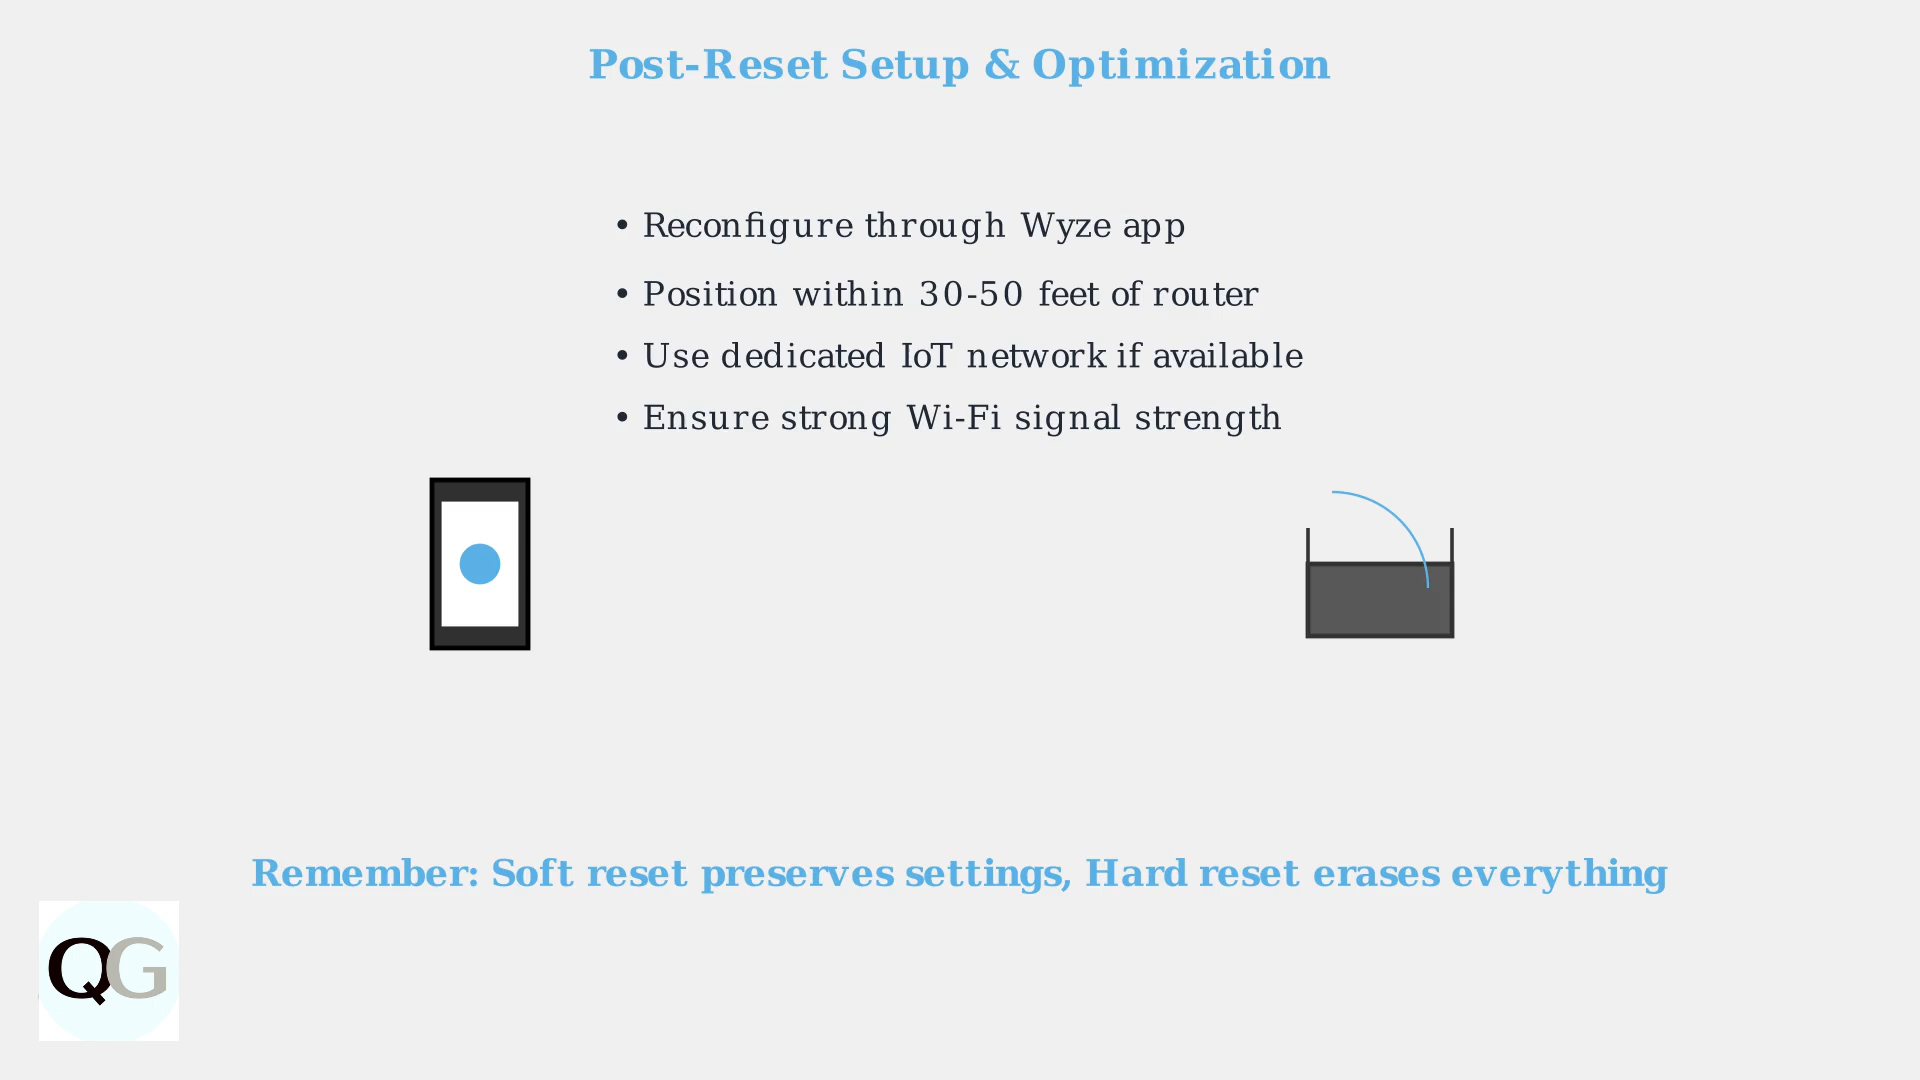 Post-Reset Setup & Optimization
• Reconfigure through Wyze app
• Position within 30-50 feet of router
• Use dedicated IoT network if available
• Ensure strong Wi-Fi signal strength
Remember: Soft reset preserves settings, Hard reset erases everything
QG